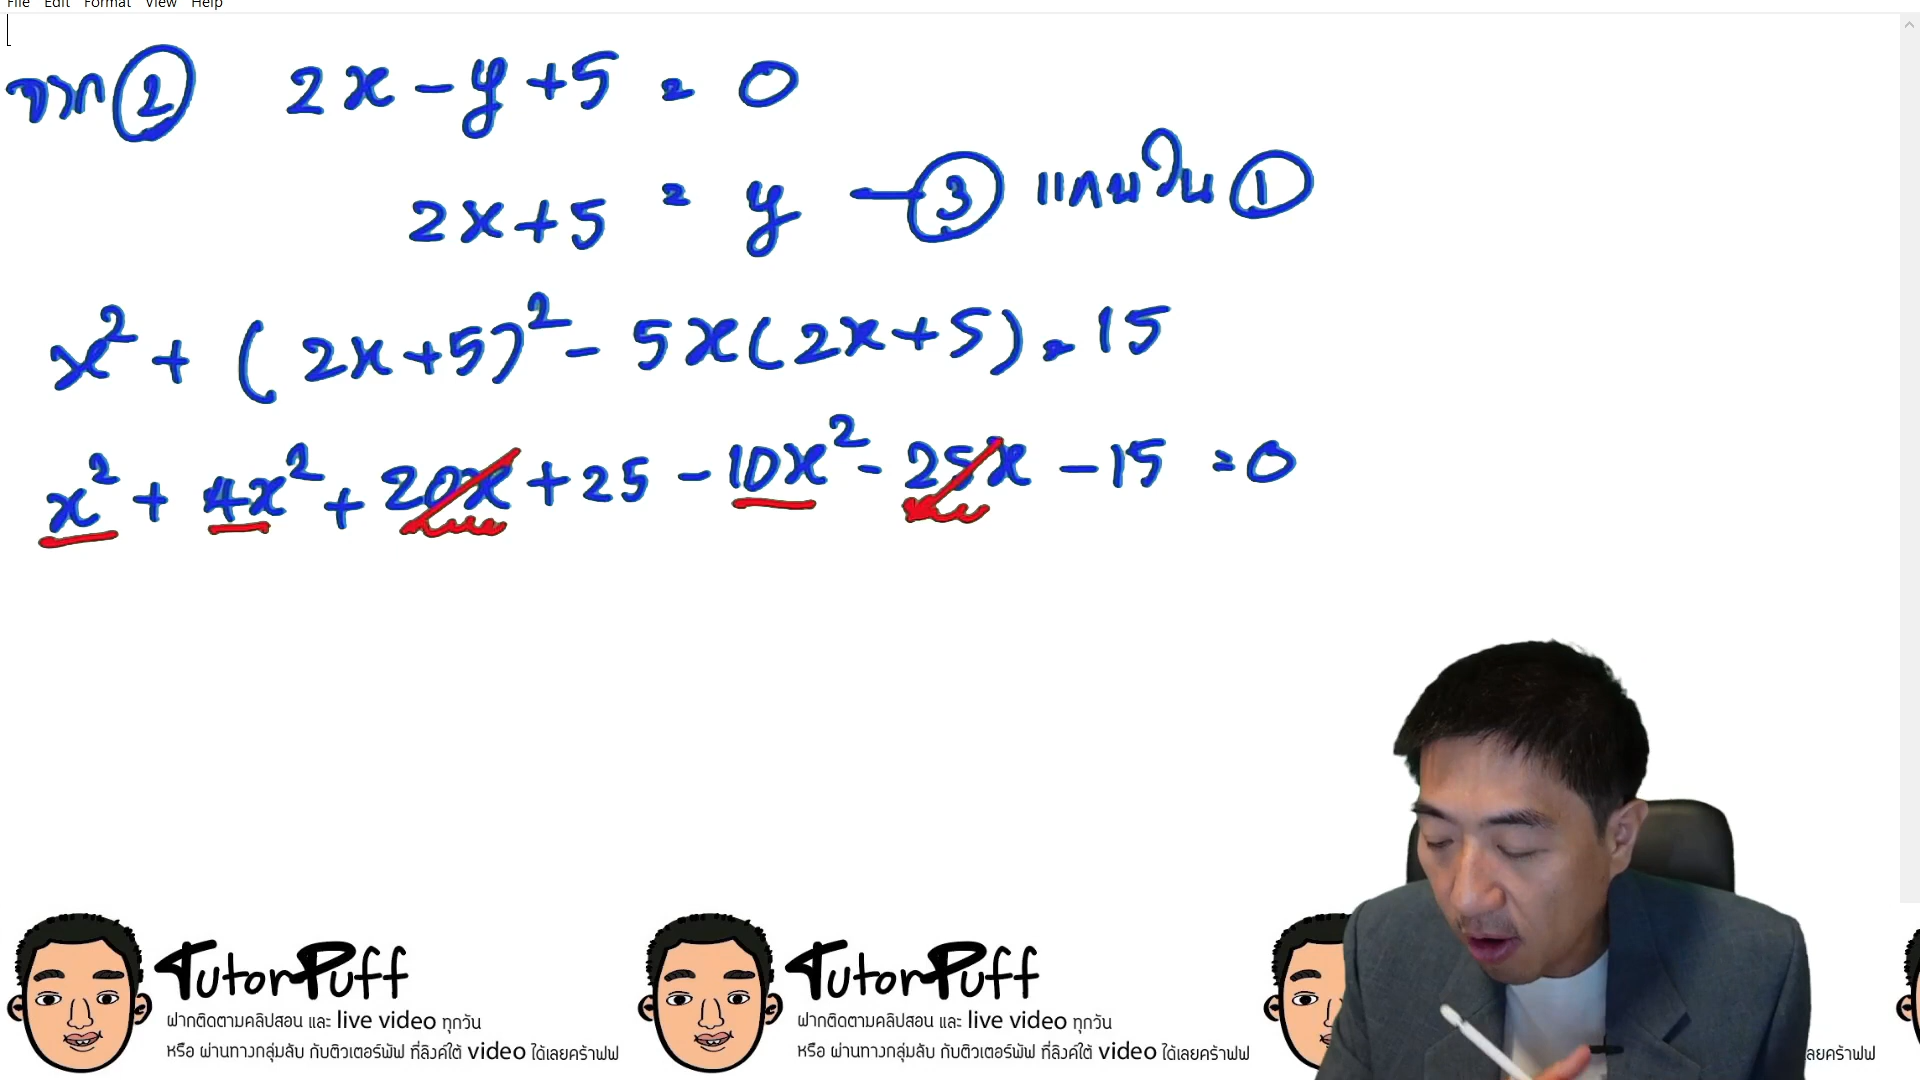 File Edit Format View Help
จาก ② 2x - y + 5 = 0
2x + 5 = y — ③ แทนใน ①
x² + (2x+5)² - 5x(2x+5) = 15
x² + 4x² + 20x + 25 - 10x² - 25x - 15 = 0
TutorPuff
ฝากติดตามคลิปสอน และ live video ทุกวัน
หรือ ผ่านทางกลุ่มลับ กับติวเตอร์พัฟ ที่ลิงค์ใต้ video ได้เลยคร้าฟฟ
TutorPuff
ฝากติดตามคลิปสอน และ live video ทุกวัน
หรือ ผ่านทางกลุ่มลับ กับติวเตอร์พัฟ ที่ลิงค์ใต้ video ได้เลยคร้าฟฟ
ลยคร้าฟฟ